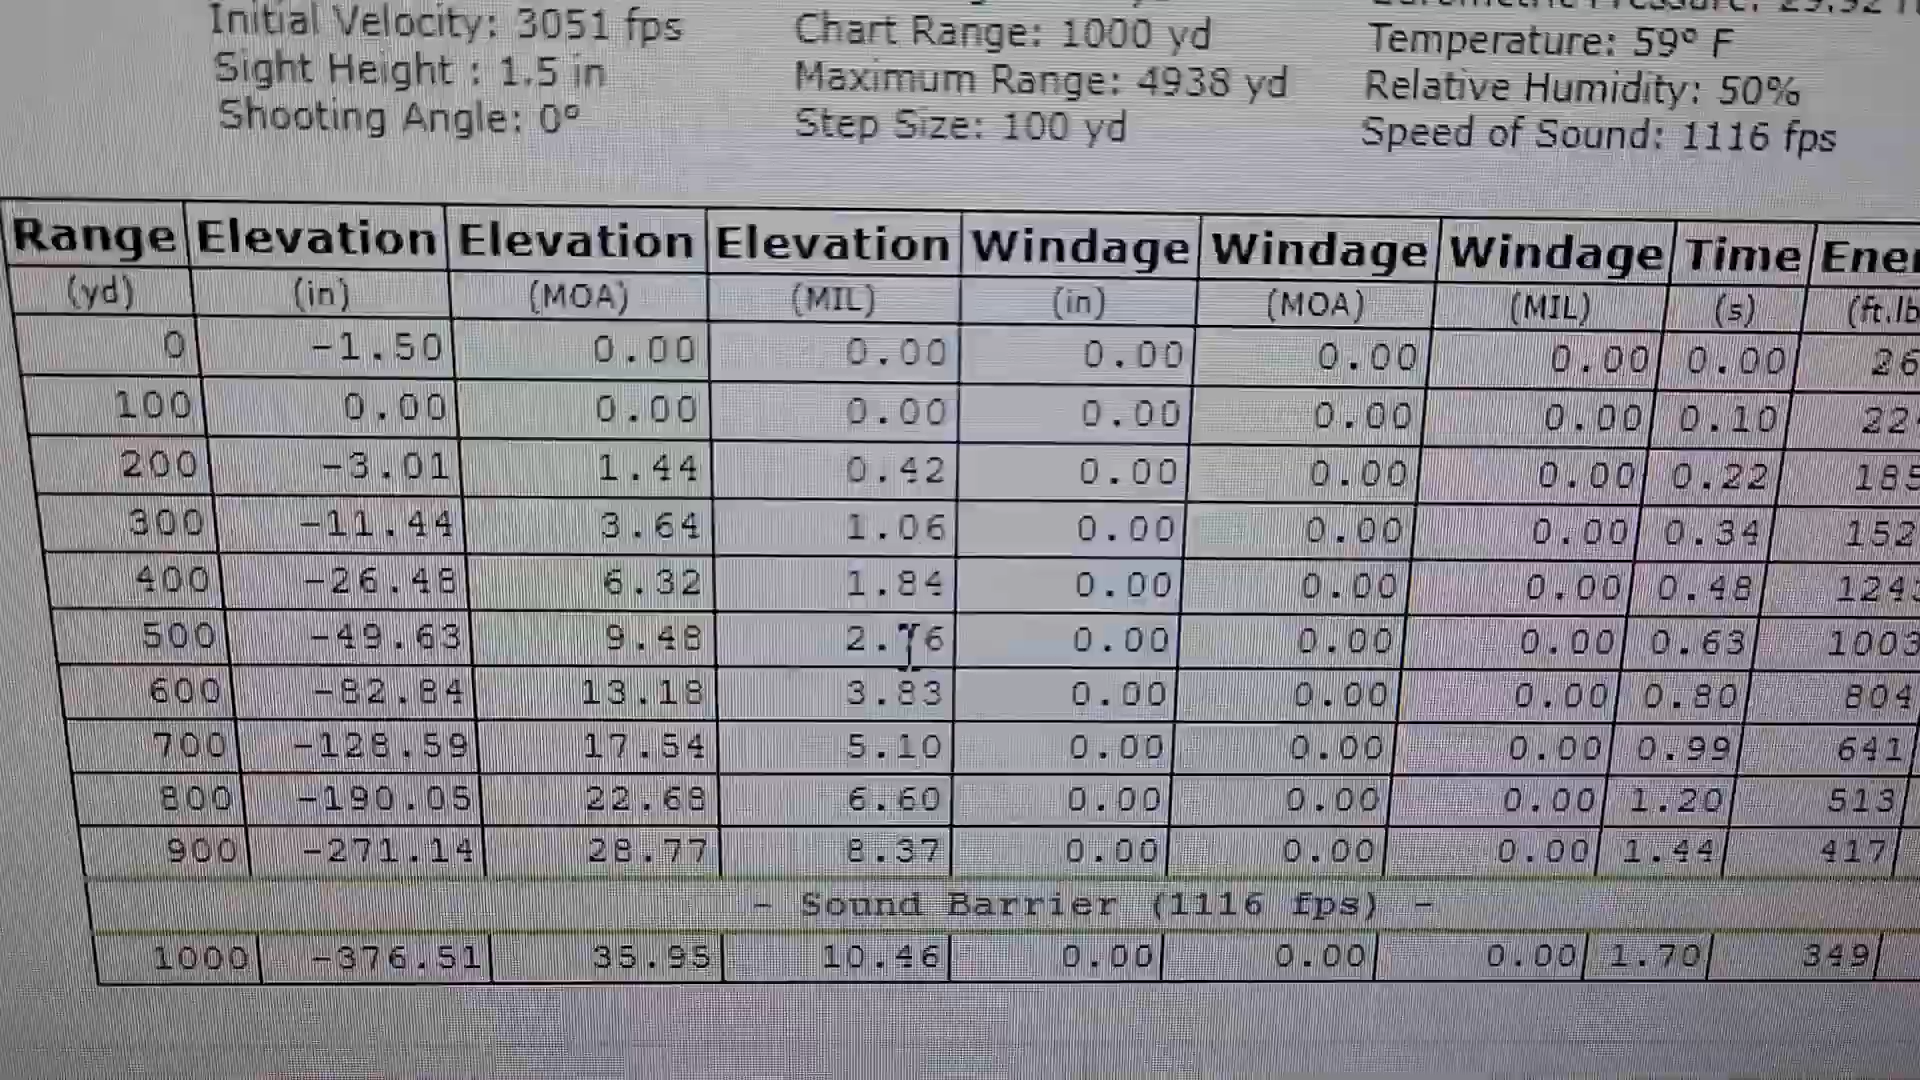 Initial Velocity: 3051 fps
Chart Range: 1000 yd
Temperature: 59° F
Sight Height : 1.5 in
Maximum Range: 4938 yd
Relative Humidity: 50%
Shooting Angle: 0°
Step Size: 100 yd
Speed of Sound: 1116 fps
Range Elevation Elevation Elevation Windage Windage Windage Time
(yd) (in) (MOA) (MIL) (in) (MOA) (MIL) (s)
0 -1.50 0.00 0.00 0.00 0.00 0.00 0.00
100 0.00 0.00 0.00 0.00 0.00 0.00 0.10
200 -3.01 1.44 0.42 0.00 0.00 0.00 0.22
300 -11.44 3.64 1.06 0.00 0.00 0.00 0.34
400 -26.48 6.32 1.84 0.00 0.00 0.00 0.48
500 -49.63 9.48 2.76 0.00 0.00 0.00 0.63 1003
600 -82.84 13.18 3.83 0.00 0.00 0.00 0.80 804
700 -128.59 17.54 5.10 0.00 0.00 0.00 0.99 641
800 -190.05 22.68 6.60 0.00 0.00 0.00 1.20 513
900 -271.14 28.77 8.37 0.00 0.00 0.00 1.44 417
- Sound Barrier (1116 fps) -
1000 -376.51 35.95 10.46 0.00 0.00 0.00 1.70 349